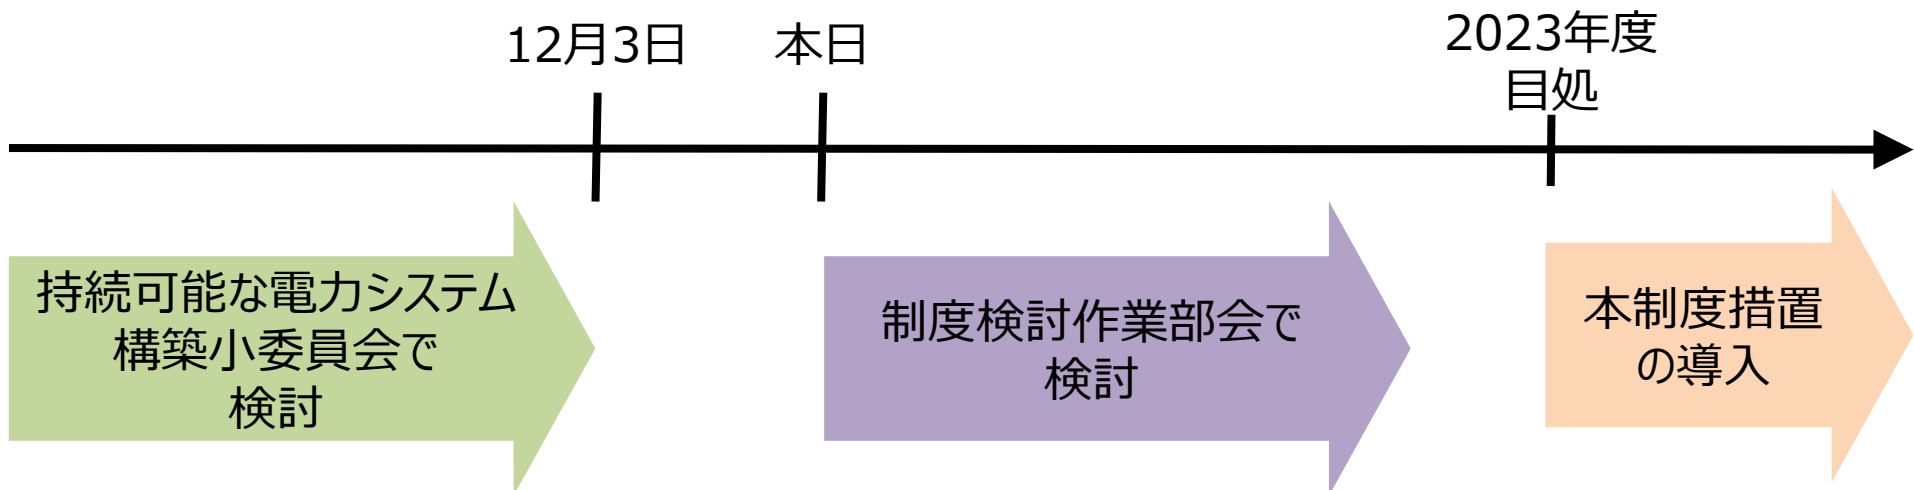 12月3日
本日
2023年度
目処
持続可能な電力システム
構築小委員会で
検討
制度検討作業部会で
検討
本制度措置
の導入